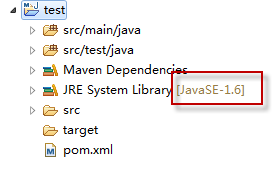 test
src/main/java
src/test/java
Maven Dependencies
JRE System Library [JavaSE-1.6]
src
target
pom.xml